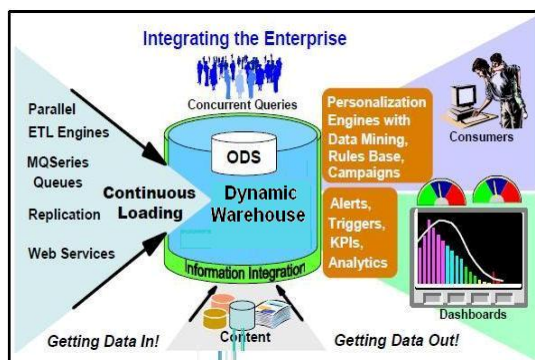 Integrating the Enterprise
Concurrent Queries
Parallel
ETL Engines
MQSeries
Queues
Replication
Web Services
Continuous
Loading
ODS
Dynamic
Warehouse
Information Integration
Personalization
Engines with
Data Mining,
Rules Base,
Campaigns
Alerts,
Triggers,
KPIs,
Analytics
Consumers
Dashboards
Content
Getting Data In!
Getting Data Out!